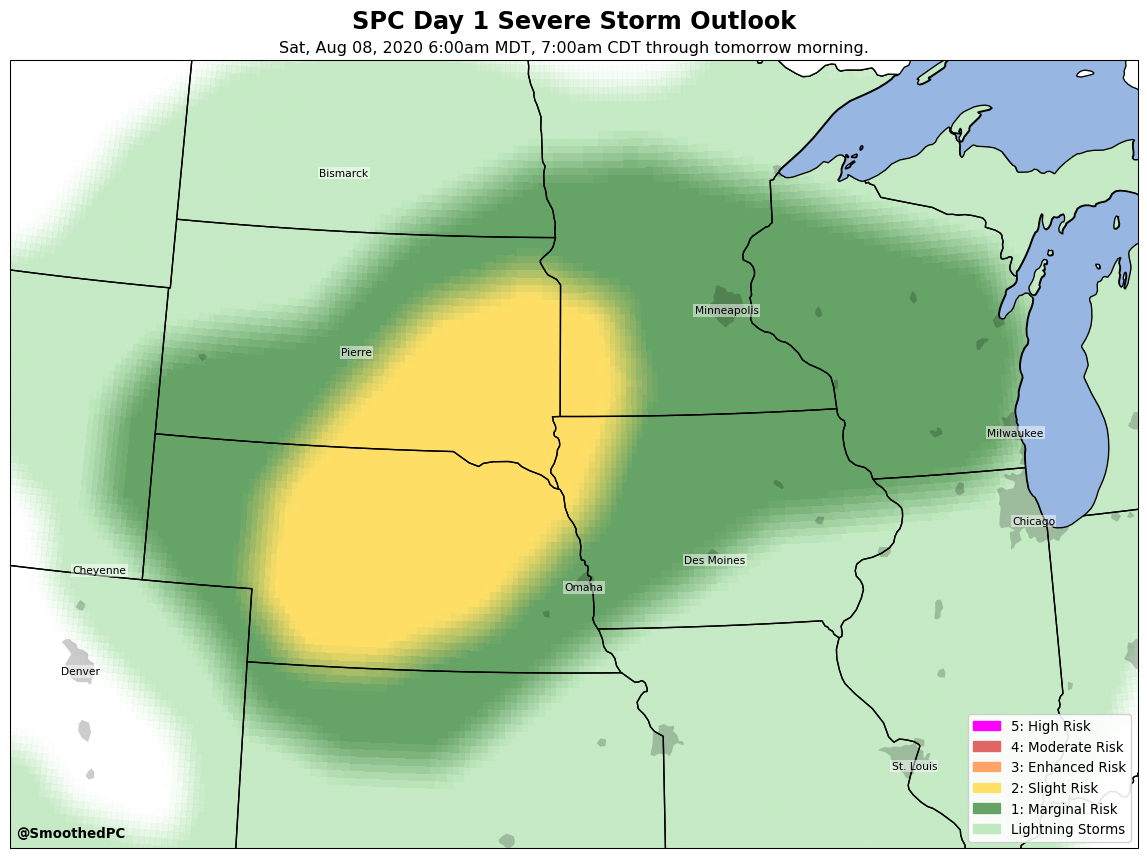 SPC Day 1 Severe Storm Outlook
Sat, Aug 08, 2020 6:00am MDT, 7:00am CDT through tomorrow morning.
Bismarck
Minneapolis
Pierre
Milwaukee
Chicago
Des Moines
Cheyenne
Omaha
Denver
St. Louis
5: High Risk
4: Moderate Risk
3: Enhanced Risk
2: Slight Risk
1: Marginal Risk
Lightning Storms
@SmoothedPC